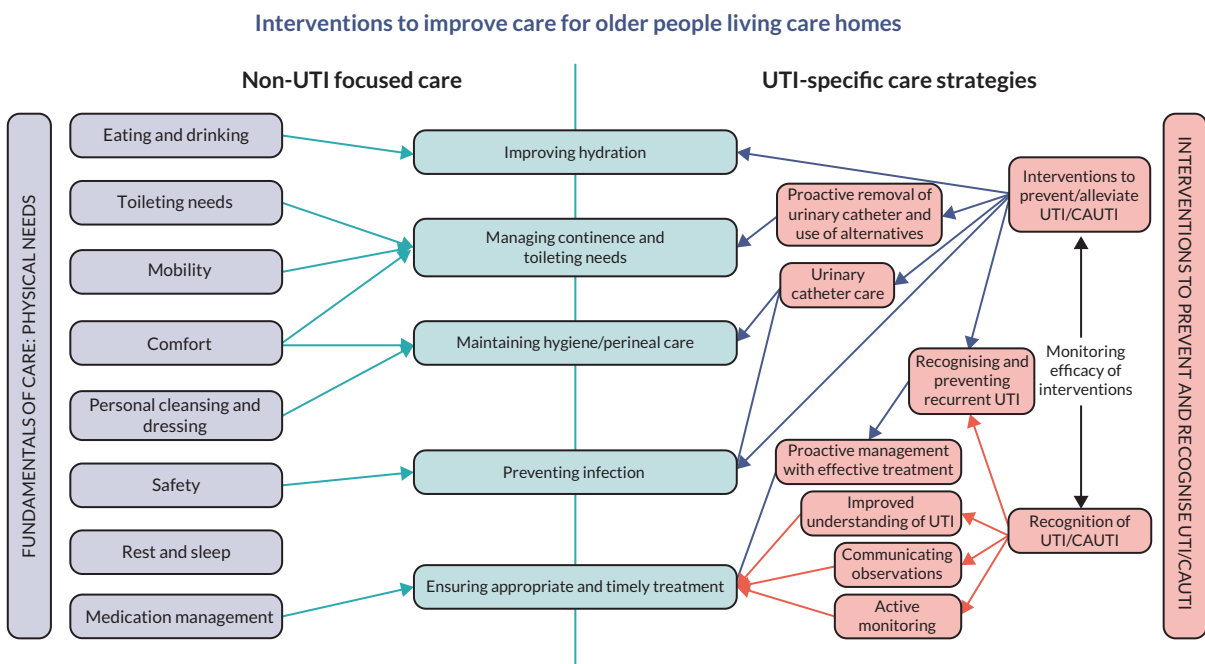 Interventions to improve care for older people living care homes
Non-UTI focused care
UTI-specific care strategies
FUNDAMENTALS OF CARE: PHYSICAL NEEDS
Eating and drinking
Toileting needs
Mobility
Comfort
Personal cleansing and
dressing
Safety
Rest and sleep
Medication management
Improving hydration
Managing continence and
toileting needs
Maintaining hygiene/perineal care
Preventing infection
Ensuring appropriate and timely treatment
Proactive removal of
urinary catheter and
use of alternatives
Urinary
catheter care
Recognising and
preventing
recurrent UTI
Proactive management
with effective treatment
Improved
understanding of UTI
Communicating
observations
Active
monitoring
Interventions to
prevent/alleviate
UTI/CAUTI
Monitoring
efficacy of
interventions
Recognition of
UTI/CAUTI
INTERVENTIONS TO PREVENT AND RECOGNISE UTI/CAUTI